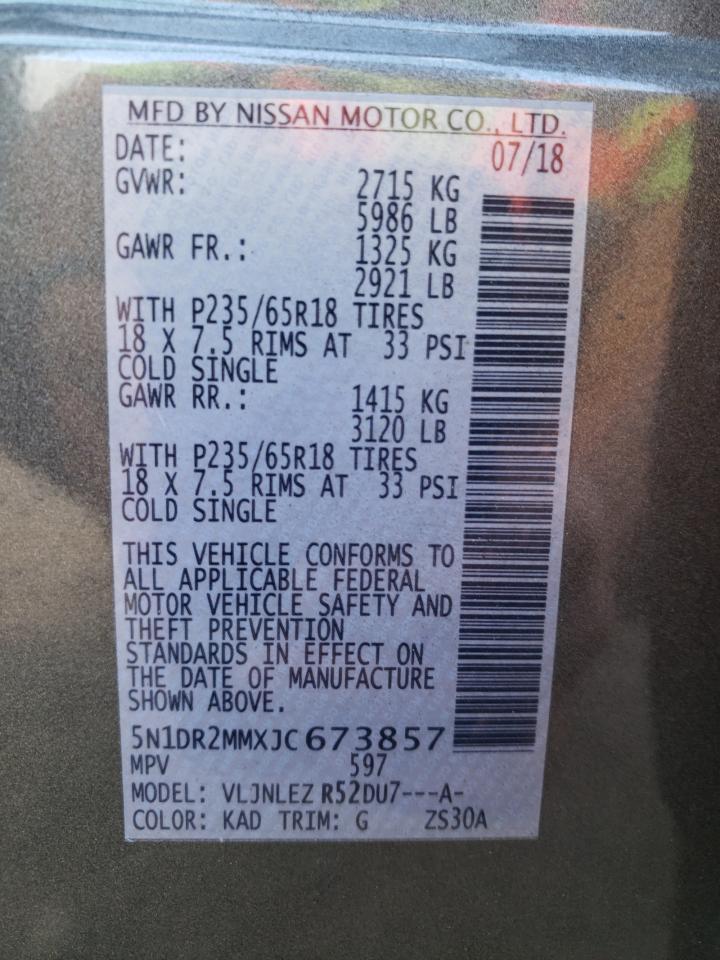 MFD BY NISSAN MOTOR CO., LTD.
DATE: 07/18
GVWR: 2715 KG
5986 LB
GAWR FR.: 1325 KG
2921 LB
WITH P235/65R18 TIRES
18 X 7.5 RIMS AT 33 PSI
COLD SINGLE
GAWR RR.: 1415 KG
3120 LB
WITH P235/65R18 TIRES
18 X 7.5 RIMS AT 33 PSI
COLD SINGLE
THIS VEHICLE CONFORMS TO
ALL APPLICABLE FEDERAL
MOTOR VEHICLE SAFETY AND
THEFT PREVENTION
STANDARDS IN EFFECT ON
THE DATE OF MANUFACTURE
SHOWN ABOVE.
5N1DR2MMXJC673857
MPV 597
MODEL: VLJNLEZ R52DU7---A-
COLOR: KAD TRIM: G ZS30A